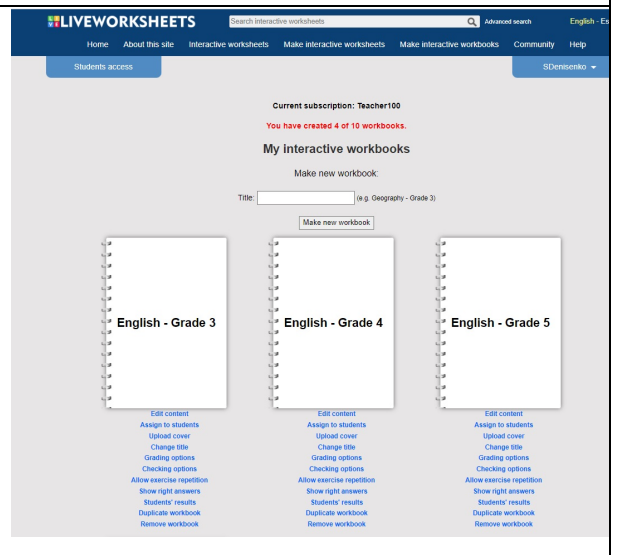 LIVEWORKSHEETS Search interactive worksheets Advanced search English - Es
Home About this site Interactive worksheets Make interactive worksheets Make interactive workbooks Community Help
Students access SDenisenko
Current subscription: Teacher100
You have created 4 of 10 workbooks.
My interactive workbooks
Make new workbook:
Title: (e.g. Geography - Grade 3)
Make new workbook
English - Grade 3 English - Grade 4 English - Grade 5
Edit content Edit content Edit content
Assign to students Assign to students Assign to students
Upload cover Upload cover Upload cover
Change title Change title Change title
Grading options Grading options Grading options
Checking options Checking options Checking options
Allow exercise repetition Allow exercise repetition Allow exercise repetition
Show right answers Show right answers Show right answers
Students' results Students' results Students' results
Duplicate workbook Duplicate workbook Duplicate workbook
Remove workbook Remove workbook Remove workbook